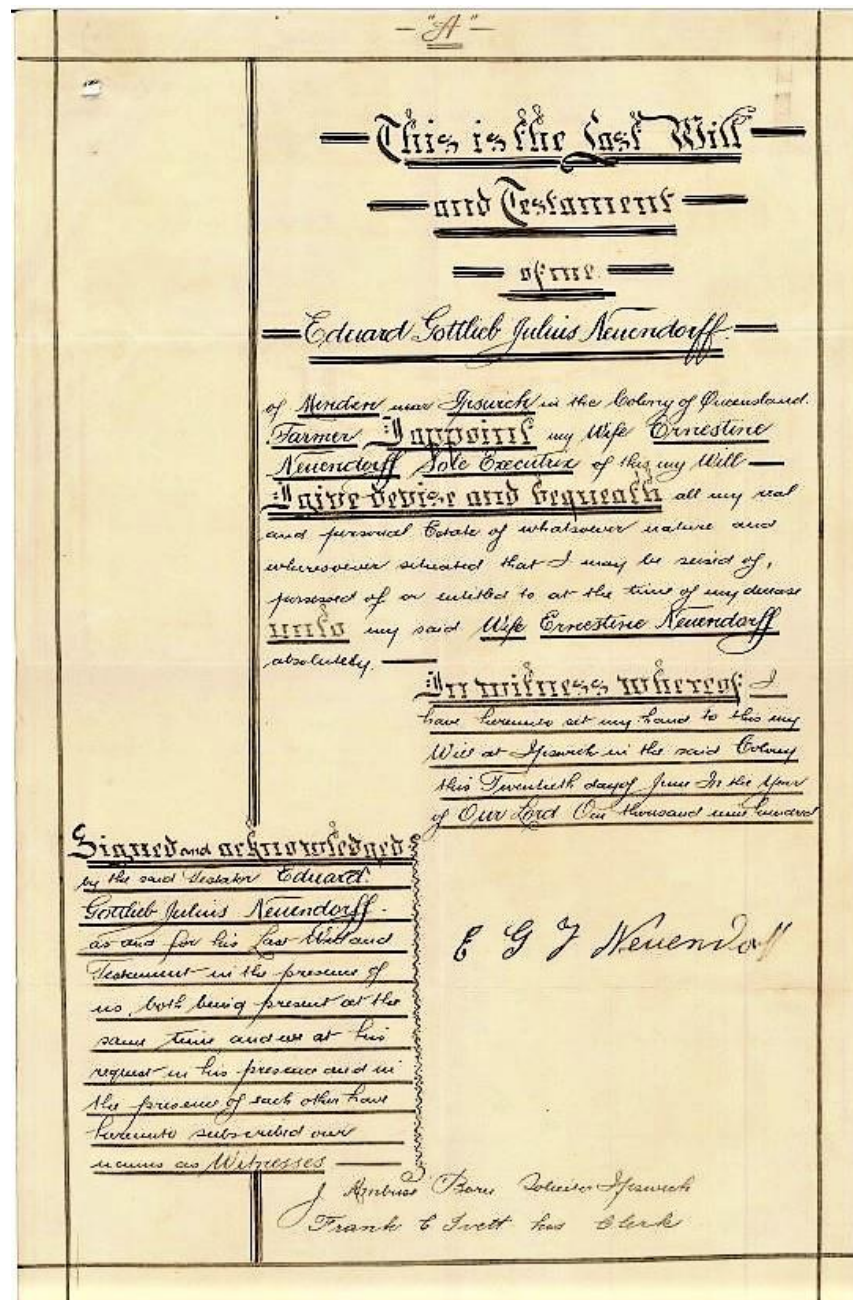 — "A" —
This is the Last Will
and Testament
of me
Eduard Gottlieb Julius Neuendorff.
of Minden near Ipswich in the Colony of Queensland.
Farmer I appoint my Wife Ernestine
Neuendorff Sole Executrix of this my Will —
I give devise and bequeath all my real
and personal Estate of whatsoever nature and
wheresoever situated that I may be seised of,
possessed of or entitled to at the time of my decease
unto my said Wife Ernestine Neuendorff
absolutely. —
In witness whereof I
have hereunto set my hand to this my
Will at Ipswich in the said Colony
this Twentieth day of June In the Year
of Our Lord One thousand nine hundred
Signed and acknowledged
by the said Testator Eduard
Gottlieb Julius Neuendorff.
as and for his Last Will and
Testament in the presence of
us, both being present at the
same time and we at his
request in his presence and in
the presence of each other have
hereunto subscribed our
names as Witnesses —
E G J Neuendorff
J Ambrose Solicitor Ipswich
Frank C his Clerk